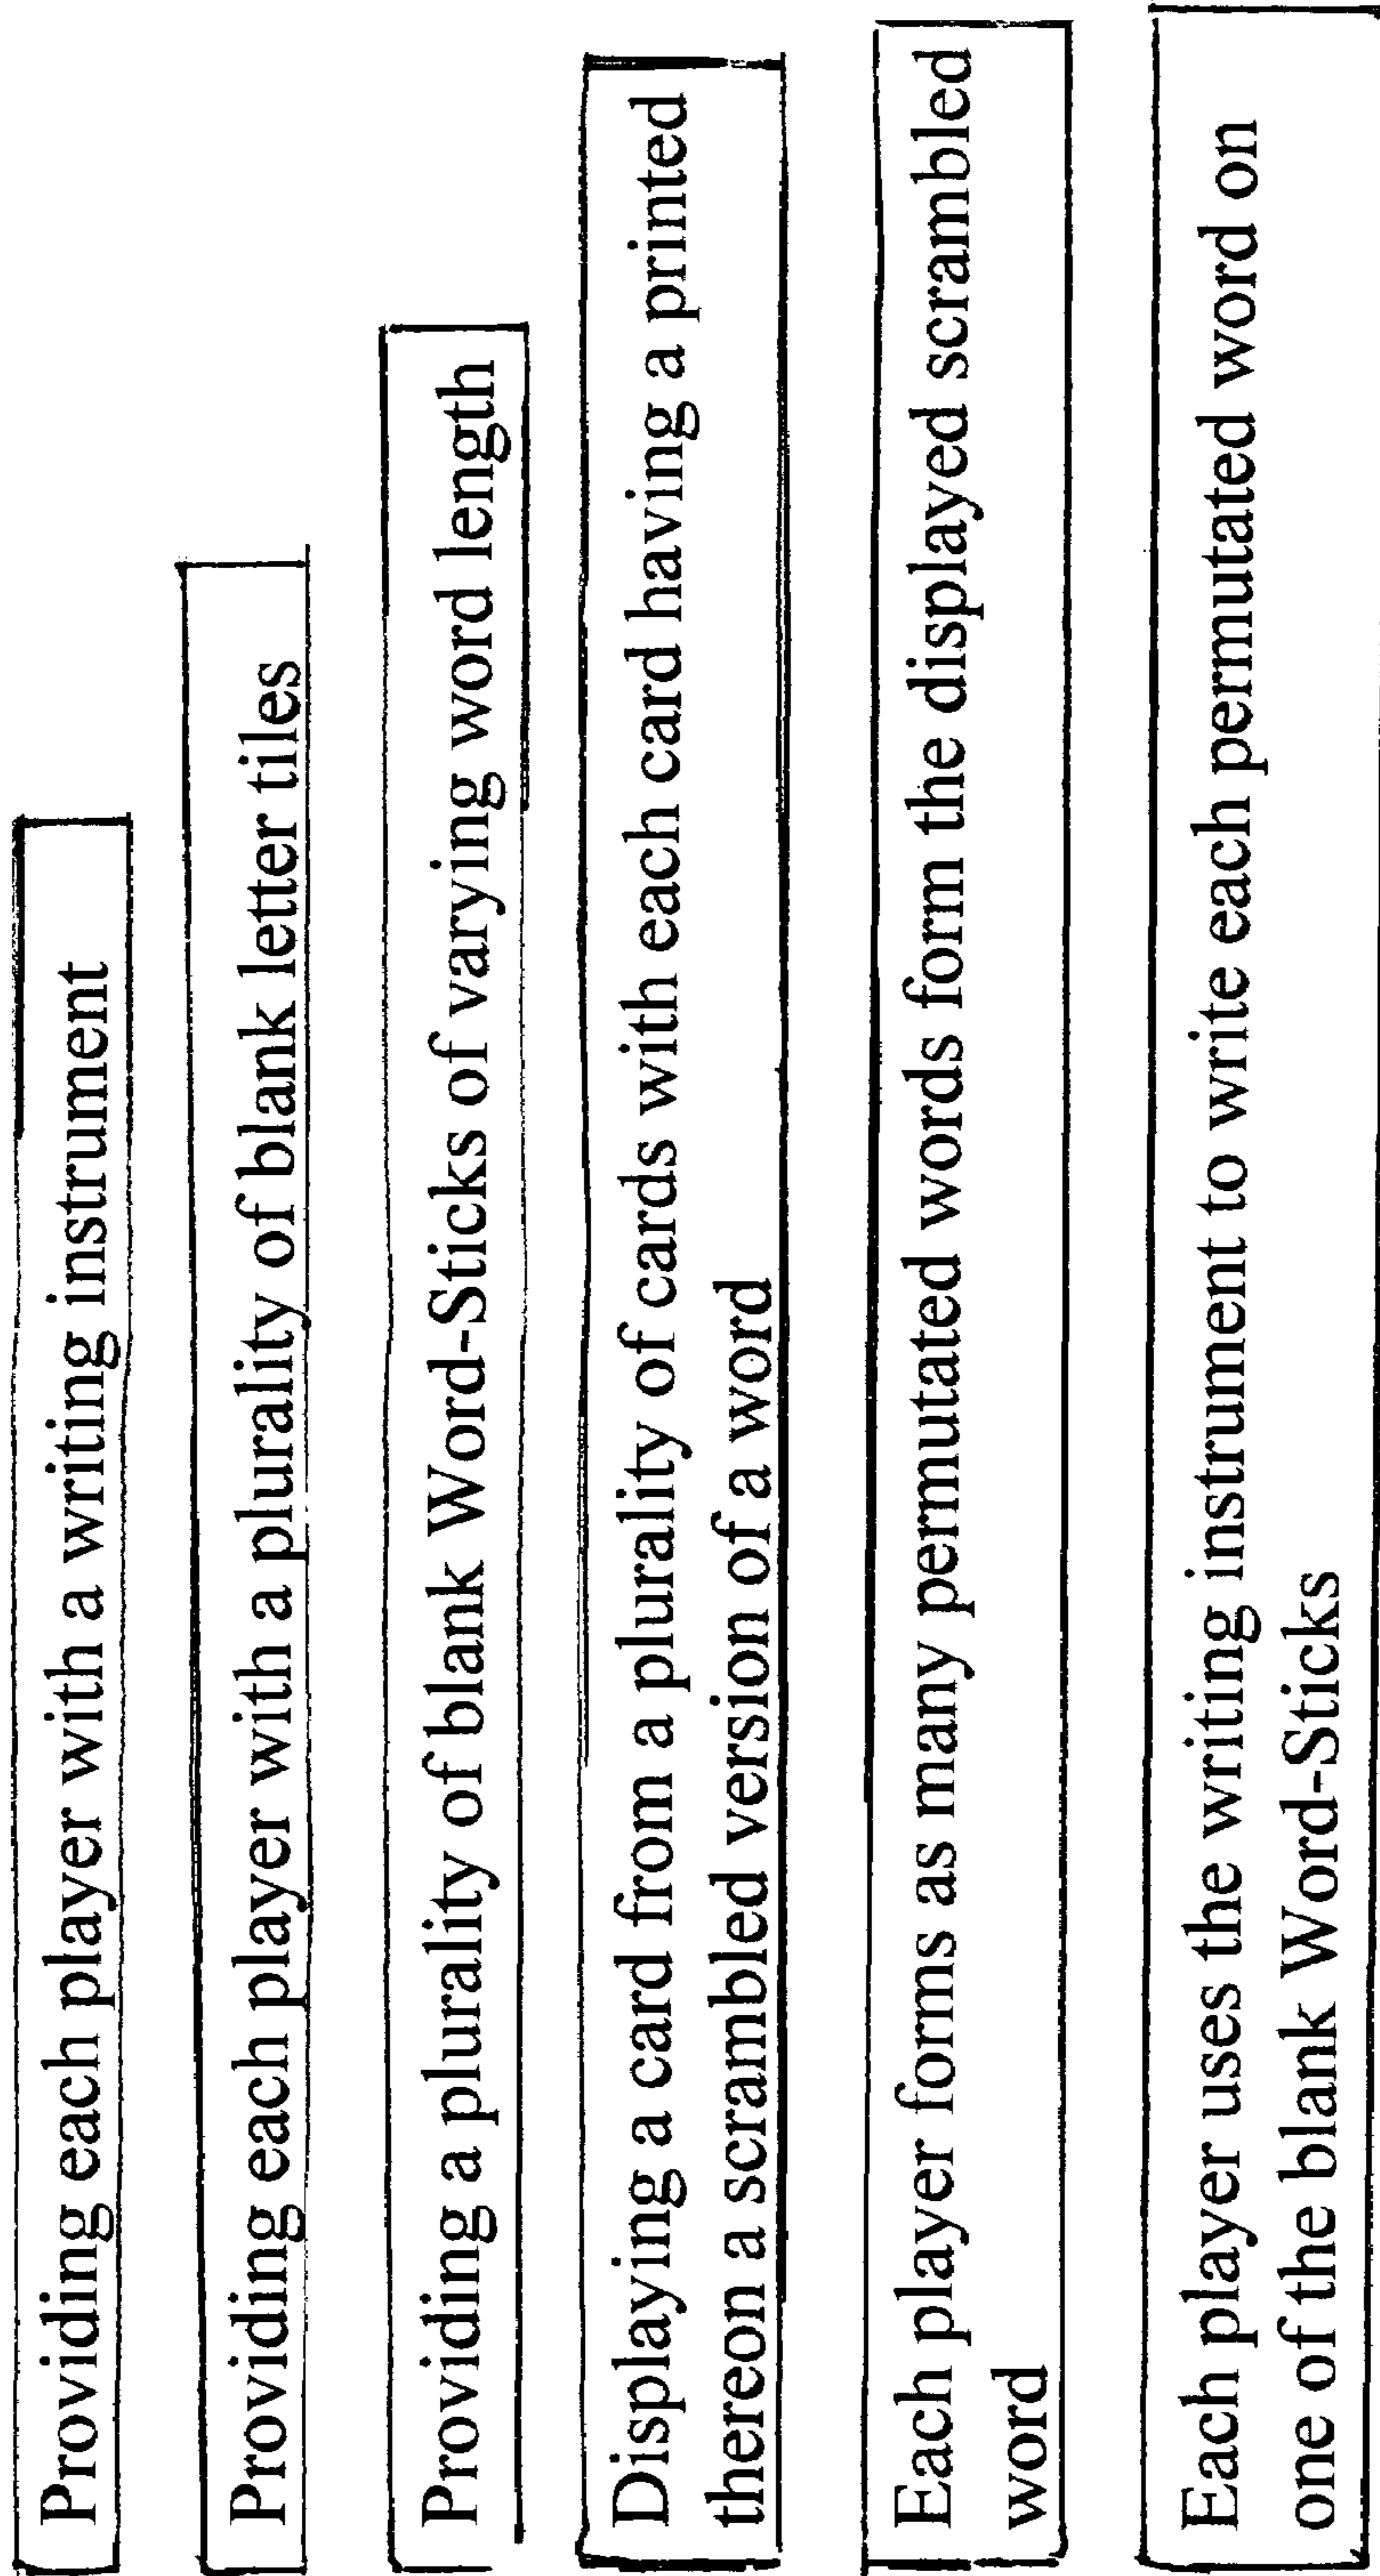 Providing each player with a writing instrument
Providing each player with a plurality of blank letter tiles
Providing a plurality of blank Word-Sticks of varying word length
Displaying a card from a plurality of cards with each card having a printed
thereon a scrambled version of a word
Each player forms as many permutated words form the displayed scrambled
word
Each player uses the writing instrument to write each permutated word on
one of the blank Word-Sticks